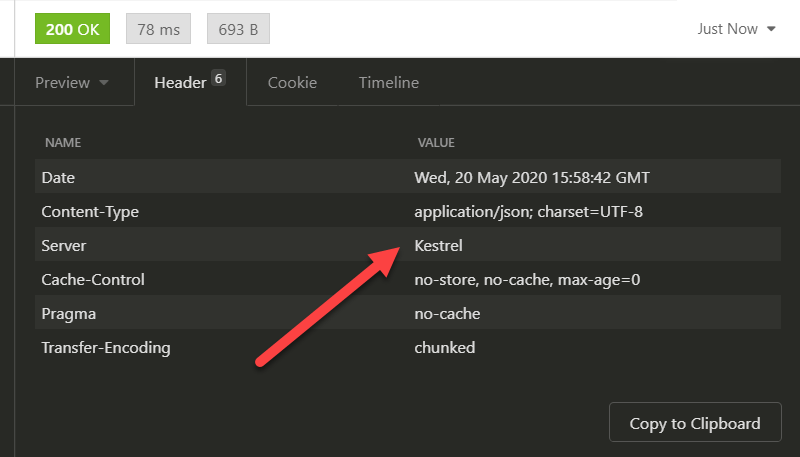 200 OK 78 ms 693 B Just Now
Preview Header 6 Cookie Timeline
NAME VALUE
Date Wed, 20 May 2020 15:58:42 GMT
Content-Type application/json; charset=UTF-8
Server Kestrel
Cache-Control no-store, no-cache, max-age=0
Pragma no-cache
Transfer-Encoding chunked
Copy to Clipboard